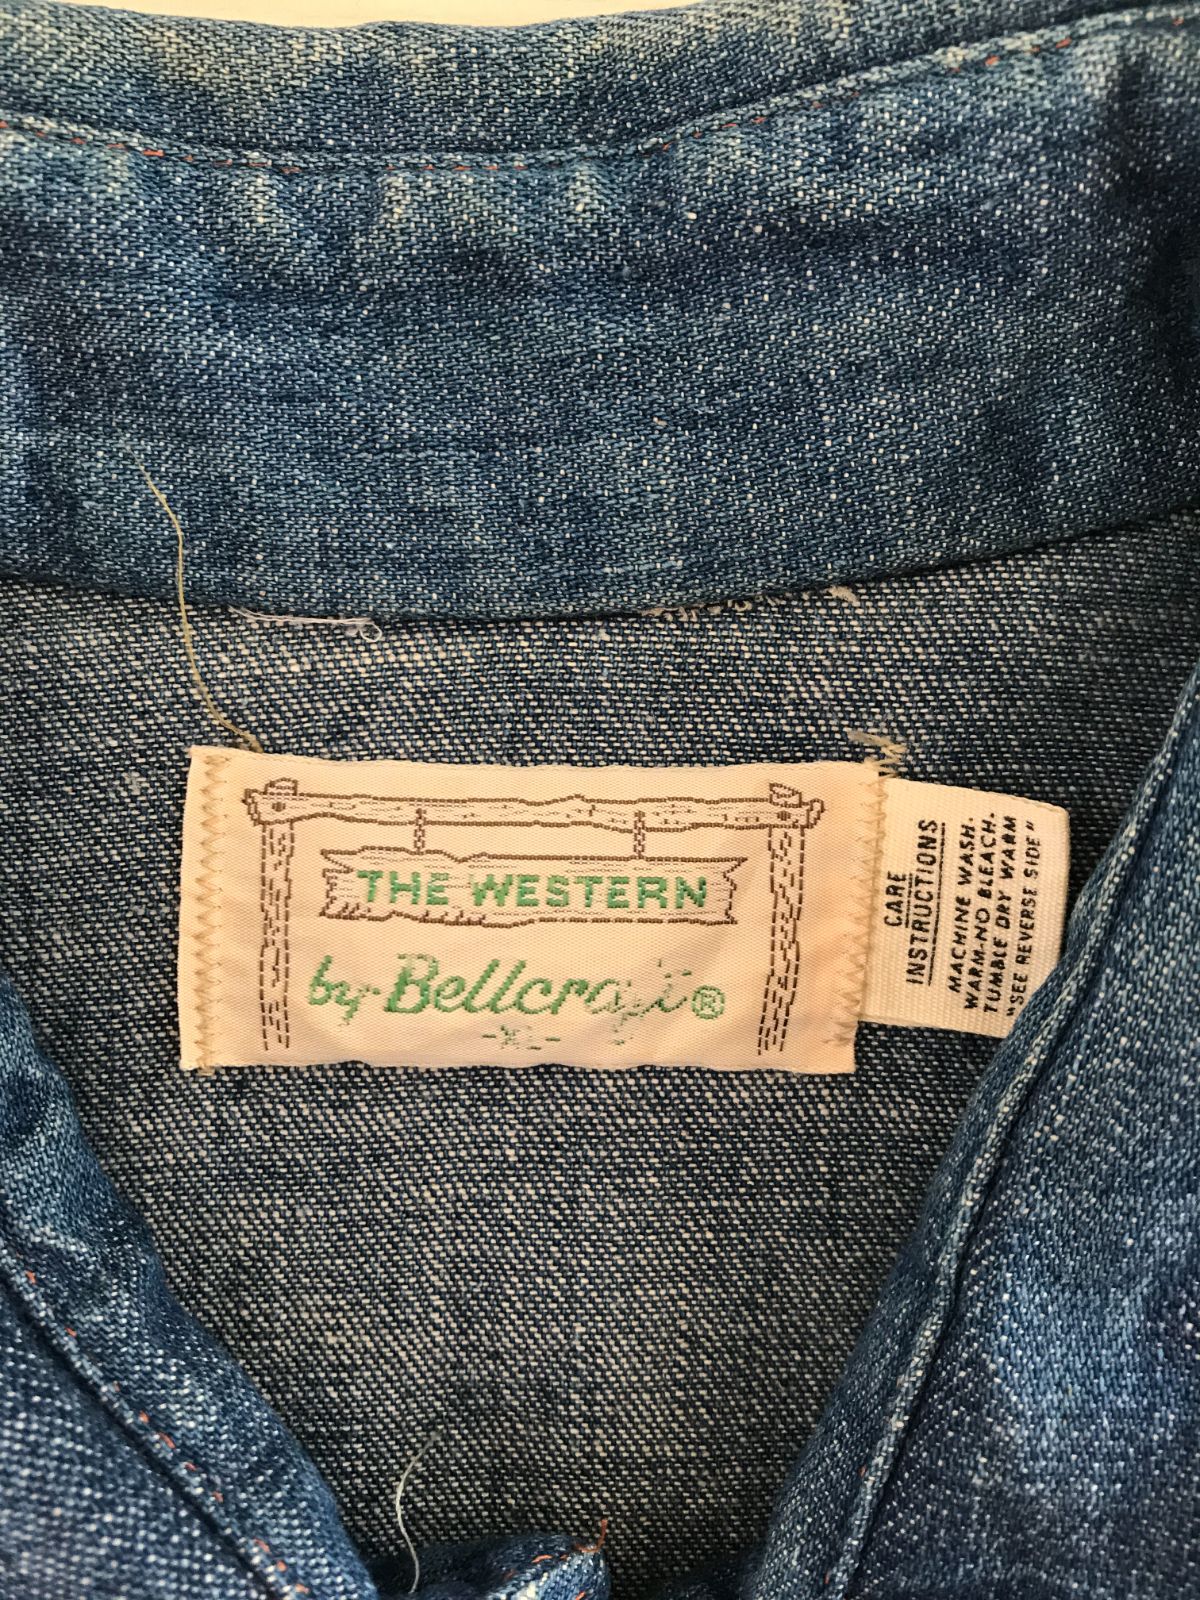 THE WESTERN
by Bellcraft®
-XL-
CARE
INSTRUCTIONS
MACHINE WASH.
WARM-NO BLEACH.
TUMBLE DRY WARM
"SEE REVERSE SIDE"